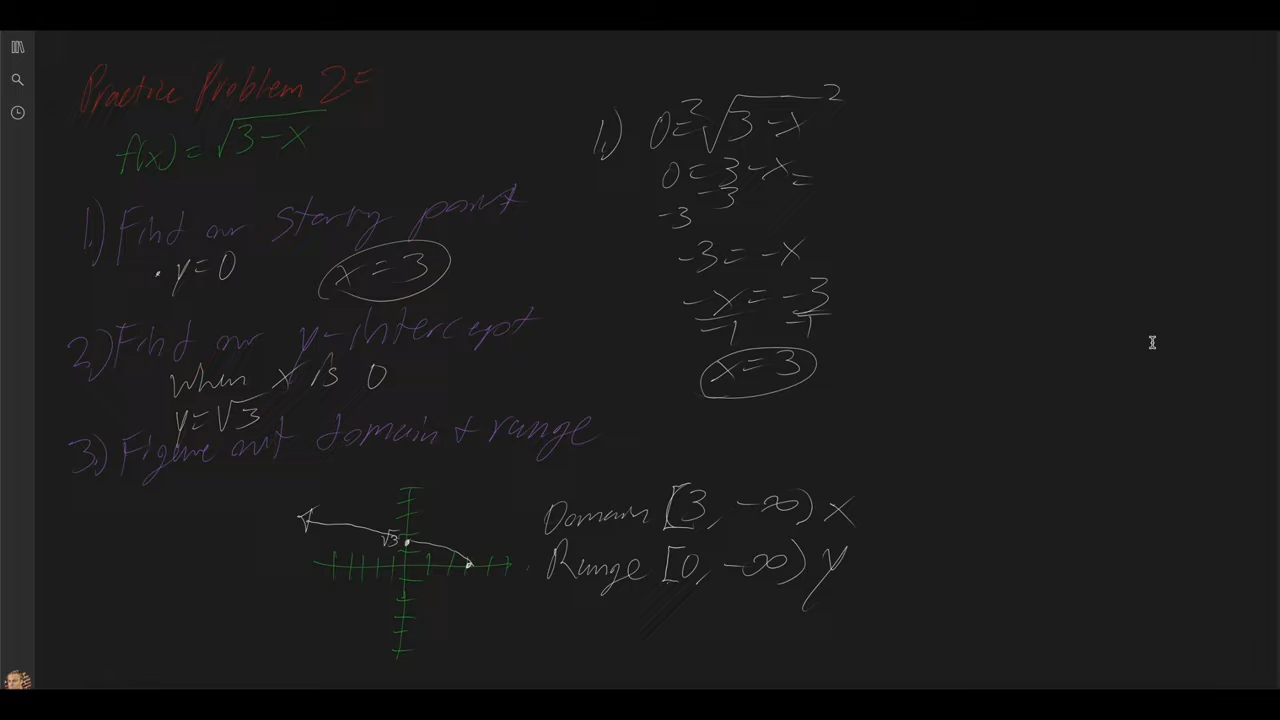 Practice Problem 2=
f(x) = √3-x
1.) Find our starting point
• y=0 x=3
2.) Find our y-intercept
when x is 0
y=√3
3.) Figure out domain + range
√3
1.) 0=²√3-x²
0=3-x=
-3
-3
-3=-x
-x=-3
-1 -1
x=3
Domain [3, -∞) x
Range [0, -∞) y